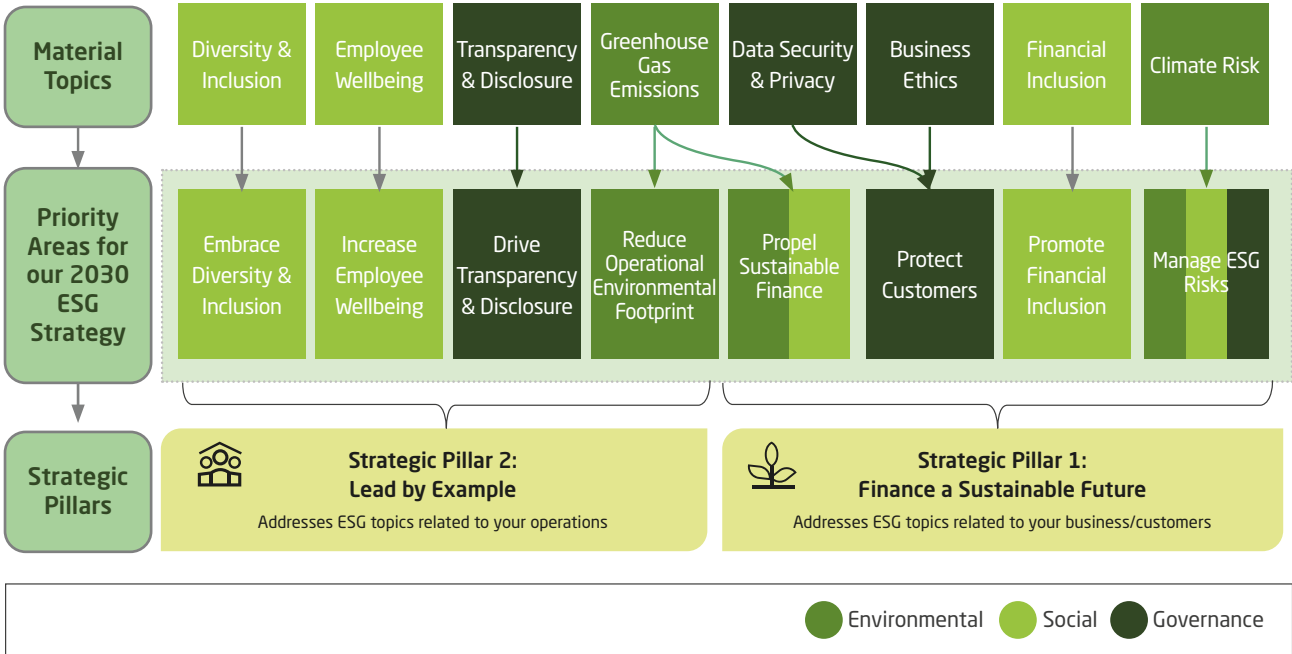 Material
Topics
Diversity &
Inclusion
Employee
Wellbeing
Transparency
& Disclosure
Greenhouse
Gas
Emissions
Data Security
& Privacy
Business
Ethics
Financial
Inclusion
Climate Risk
Priority
Areas for
our 2030
ESG
Strategy
Embrace
Diversity &
Inclusion
Increase
Employee
Wellbeing
Drive
Transparency
& Disclosure
Reduce
Operational
Environmental
Footprint
Propel
Sustainable
Finance
Protect
Customers
Promote
Financial
Inclusion
Manage ESG
Risks
Strategic
Pillars
Strategic Pillar 2:
Lead by Example
Addresses ESG topics related to your operations
Strategic Pillar 1:
Finance a Sustainable Future
Addresses ESG topics related to your business/customers
Environmental
Social
Governance